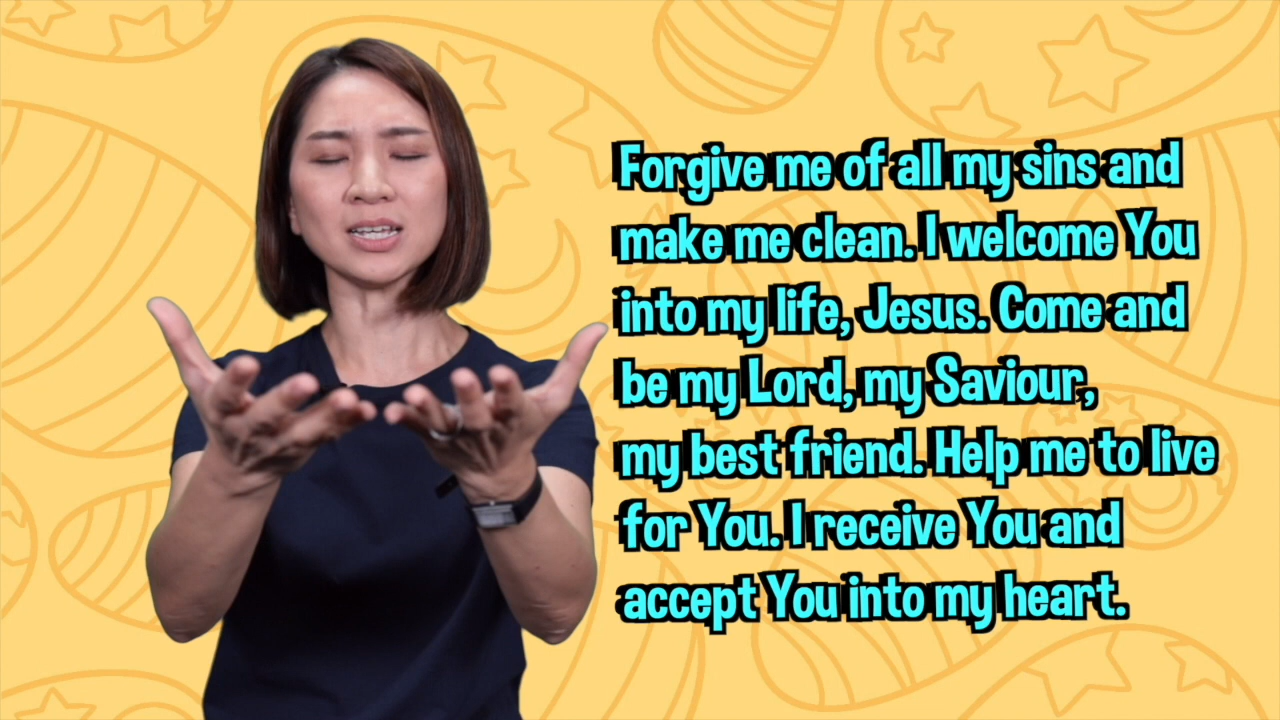 Forgive me of all my sins and
make me clean. I welcome You
into my life, Jesus. Come and
be my Lord, my Saviour,
my best friend. Help me to live
for You. I receive You and
accept You into my heart.